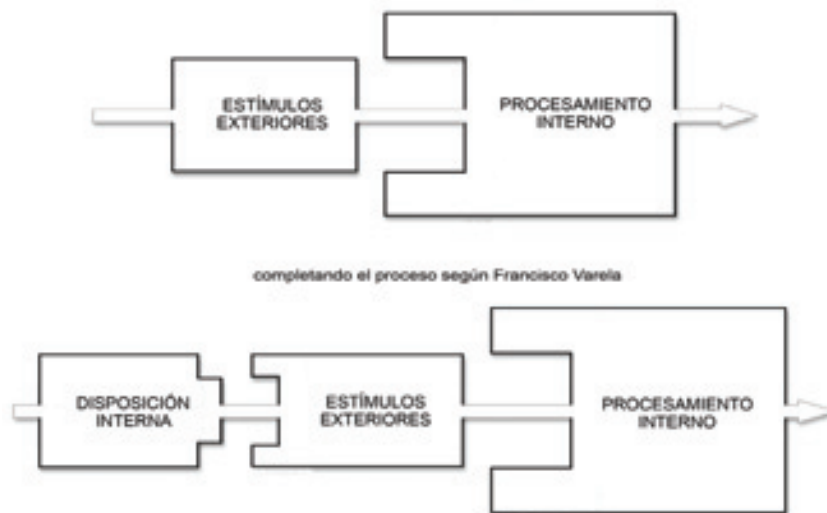 ESTÍMULOS
EXTERIORES
PROCESAMIENTO
INTERNO
completando el proceso según Francisco Varela
DISPOSICIÓN
INTERNA
ESTÍMULOS
EXTERIORES
PROCESAMIENTO
INTERNO